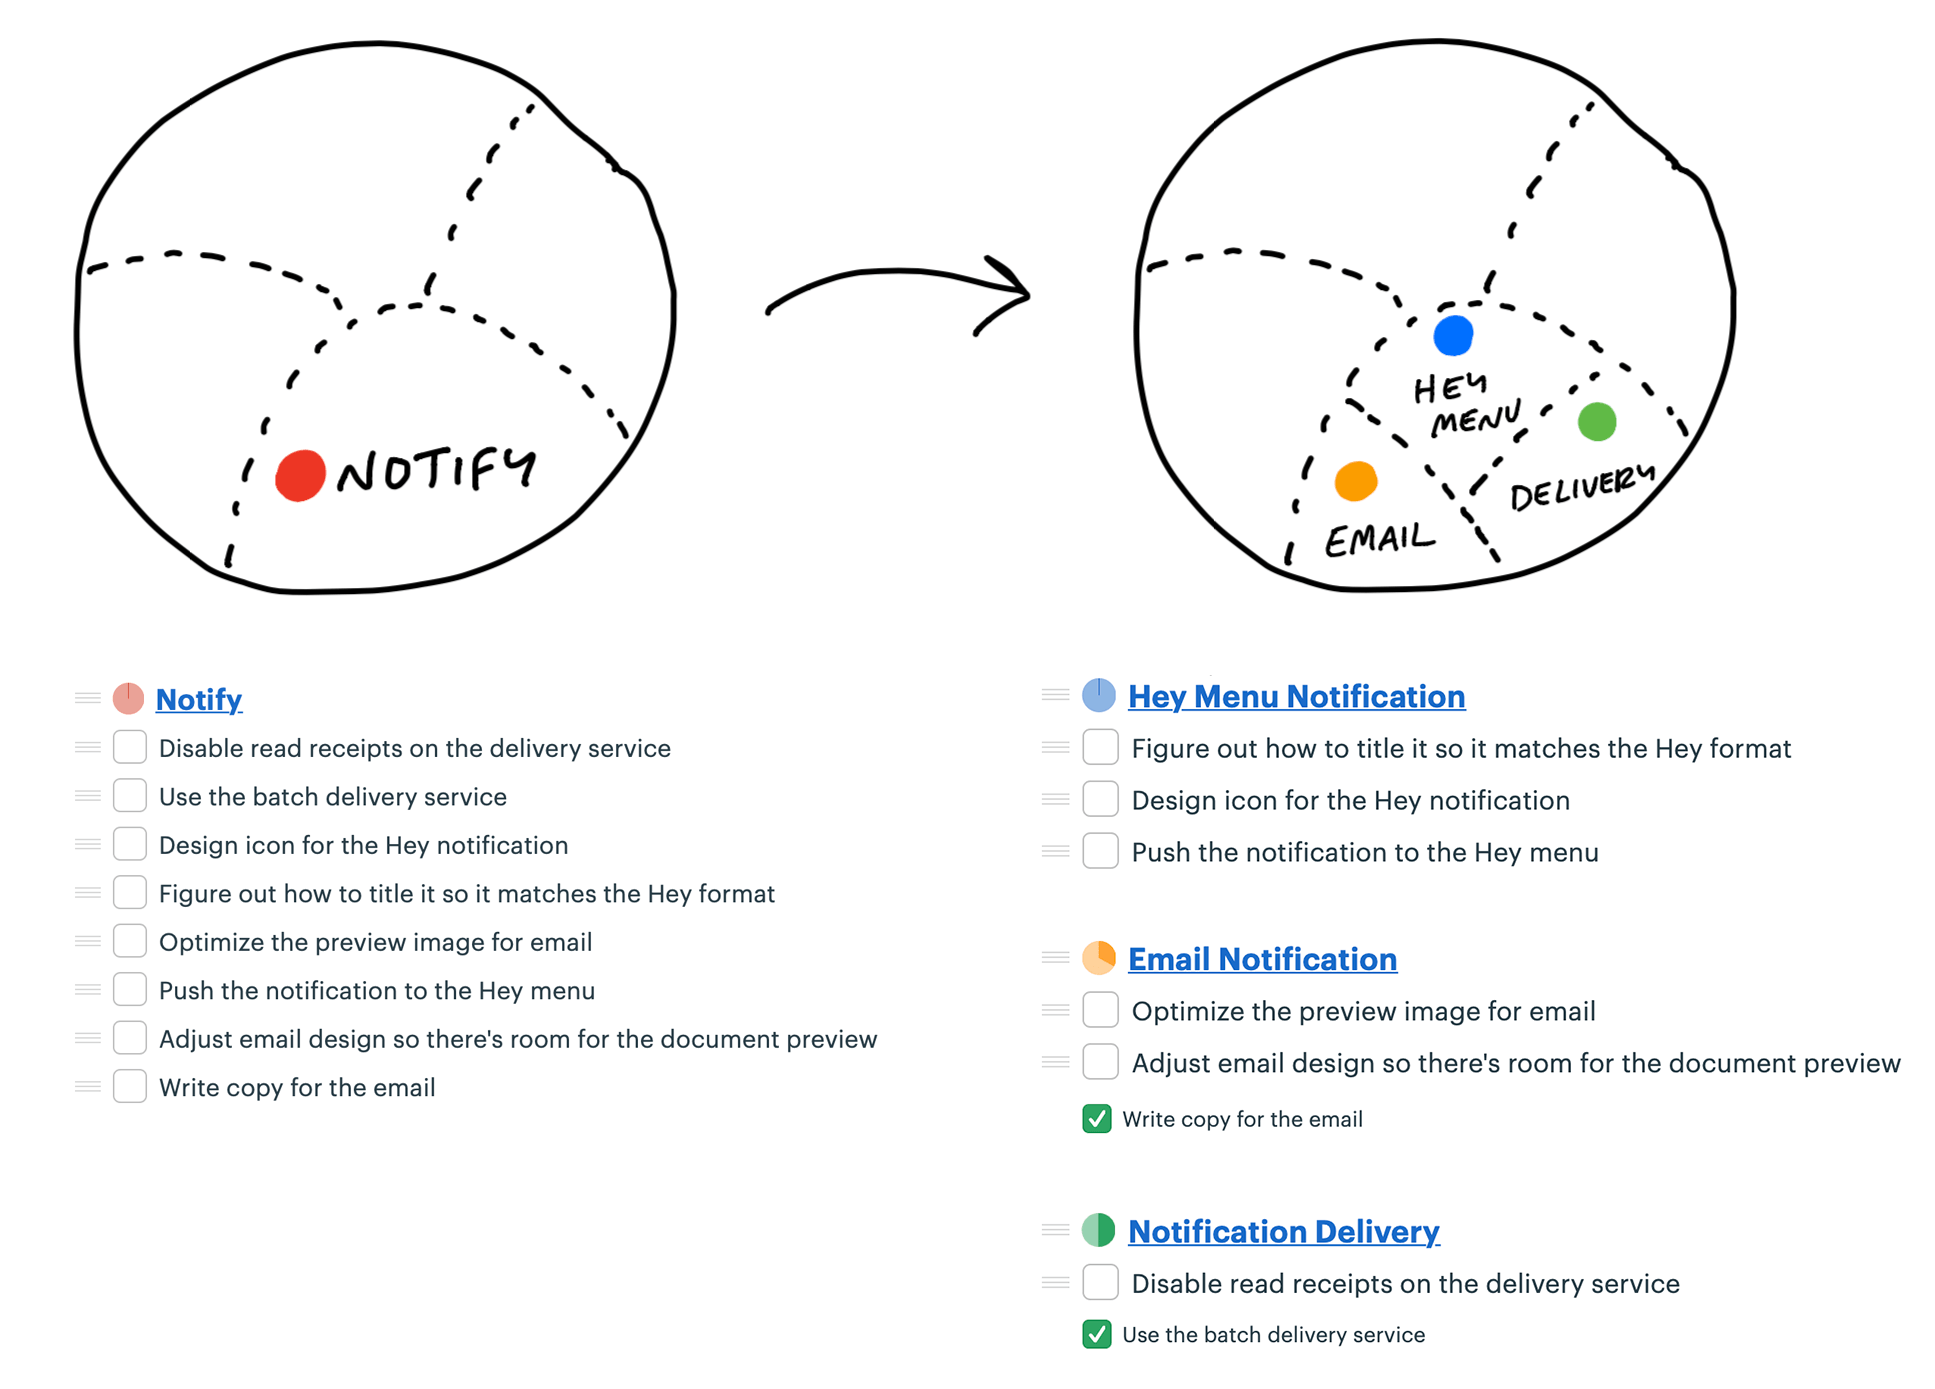 NOTIFY
HEY
MENU
DELIVERY
EMAIL
Notify
Disable read receipts on the delivery service
Use the batch delivery service
Design icon for the Hey notification
Figure out how to title it so it matches the Hey format
Optimize the preview image for email
Push the notification to the Hey menu
Adjust email design so there's room for the document preview
Write copy for the email
Hey Menu Notification
Figure out how to title it so it matches the Hey format
Design icon for the Hey notification
Push the notification to the Hey menu
Email Notification
Optimize the preview image for email
Adjust email design so there's room for the document preview
Write copy for the email
Notification Delivery
Disable read receipts on the delivery service
Use the batch delivery service